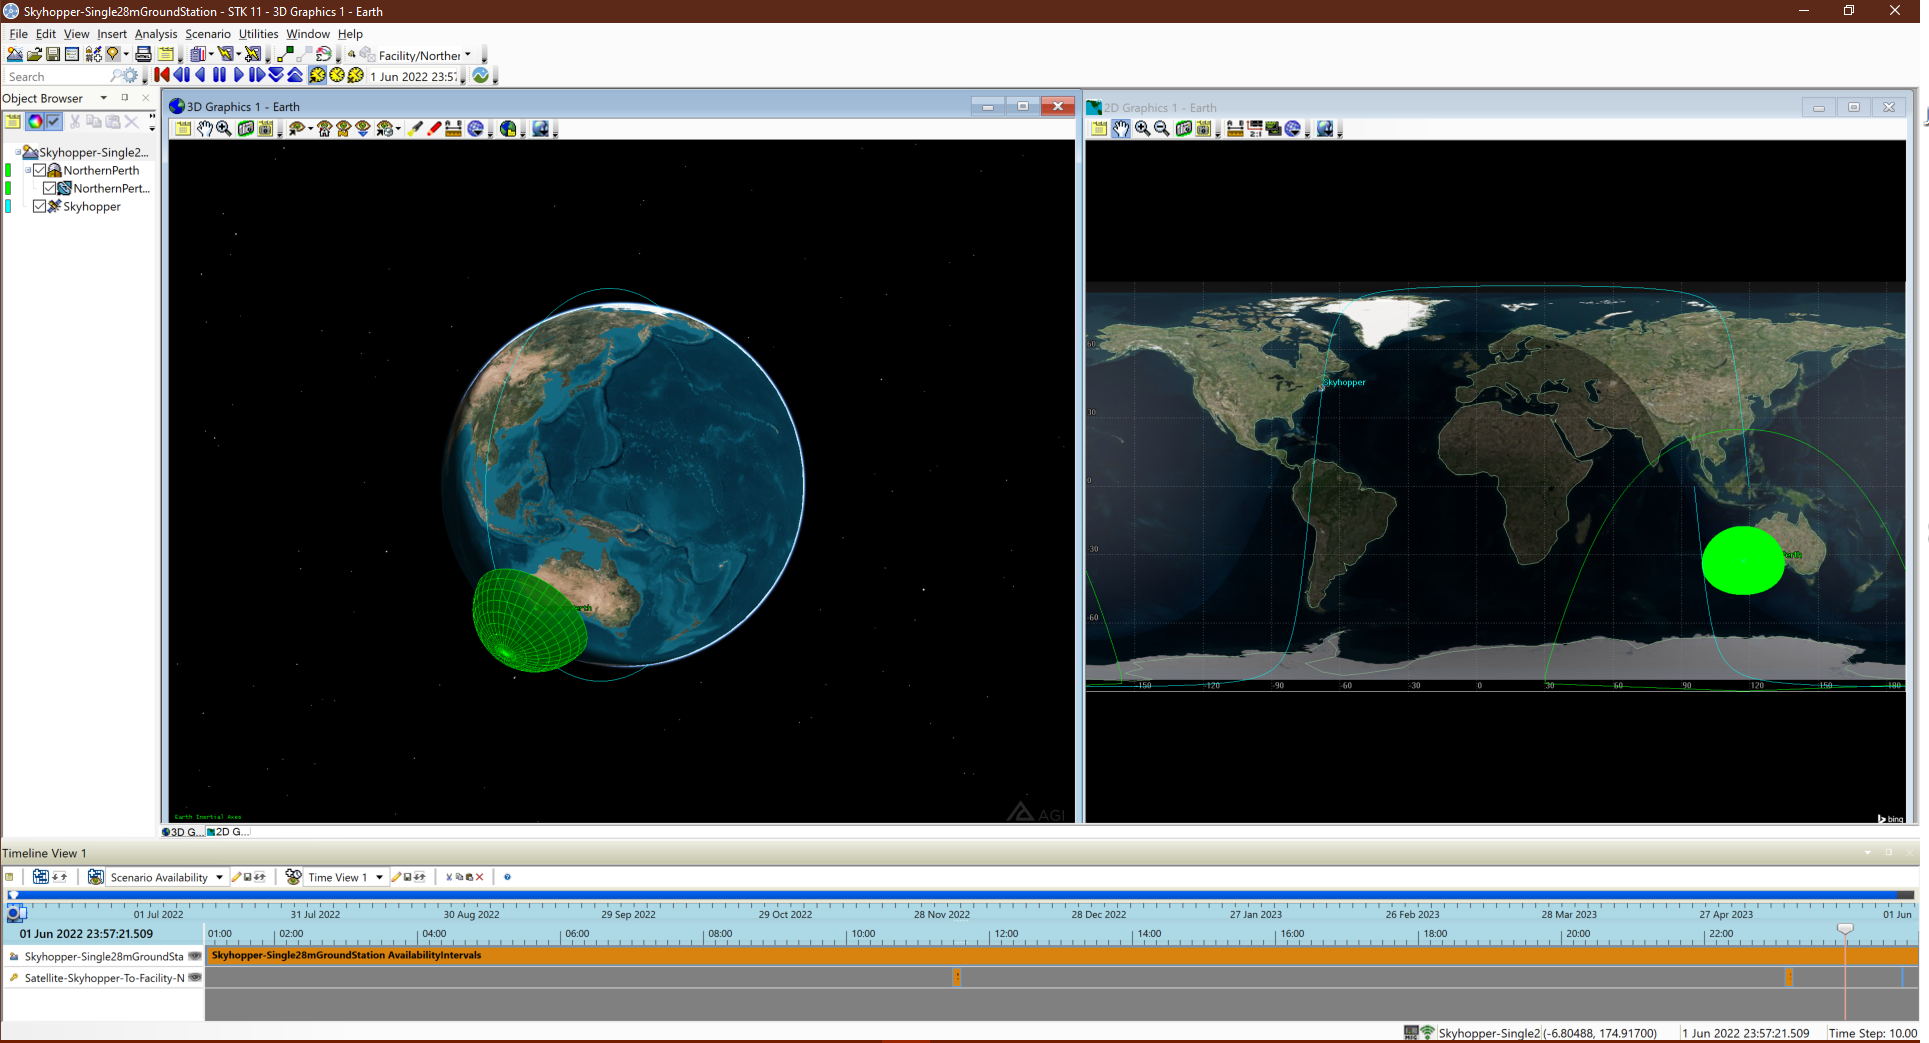 Skyhopper-Single28mGroundStation - STK 11 - 3D Graphics 1 - Earth
File Edit View Insert Analysis Scenario Utilities Window Help
Facility/Norther
Search
1 Jun 2022 23:57:
Object Browser
Skyhopper-Single2...
NorthernPerth
NorthernPert...
Skyhopper
3D Graphics 1 - Earth
Earth Inertial Axes
AGI
2D Graphics 1 - Earth
Skyhopper
60
30
0
-30
-60
-150 -120 -90 -60 -30 0 30 60 90 120 150 180
bing
3D G... 2D G...
Timeline View 1
Scenario Availability Time View 1
01 Jul 2022 31 Jul 2022 30 Aug 2022 29 Sep 2022 29 Oct 2022 28 Nov 2022 28 Dec 2022 27 Jan 2023 26 Feb 2023 28 Mar 2023 27 Apr 2023 01 Jun
01 Jun 2022 23:57:21.509 01:00 02:00 04:00 06:00 08:00 10:00 12:00 14:00 16:00 18:00 20:00 22:00
Skyhopper-Single28mGroundSta Skyhopper-Single28mGroundStation AvailabilityIntervals
Satellite-Skyhopper-To-Facility-N
Skyhopper-Single2 (-6.80488, 174.91700) 1 Jun 2022 23:57:21.509 Time Step: 10.00